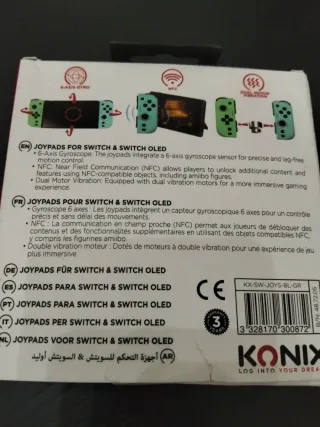 6-AXIS GYRO
NFC
DUAL MOTOR
VIBRATION
EN JOYPADS FOR SWITCH & SWITCH OLED
• 6-Axis Gyroscope: The joypads integrate a 6-axis gyroscope sensor for precise and lag-free
motion control.
• NFC: Near Field Communication (NFC) allows players to unlock additional content and
features using NFC-compatible objects, including amiibo figures.
• Dual Motor Vibration: Equipped with dual vibration motors for a more immersive gaming
experience.
FR JOYPADS POUR SWITCH & SWITCH OLED
• Gyroscope 6 axes : Les joypads intègrent un capteur gyroscopique 6 axes pour un contrôle
précis et sans délai des mouvements.
• NFC : La communication en champ proche (NFC) permet aux joueurs de débloquer des
contenus et des fonctionnalités supplémentaires en utilisant des objets compatibles NFC,
y compris les figurines amiibo.
• Double vibration moteur : Dotés de moteurs à double vibration pour une expérience de jeu
plus immersive.
DE JOYPADS FÜR SWITCH & SWITCH OLED
ES JOYPADS PARA SWITCH & SWITCH OLED
PT JOYPADS PARA SWITCH & SWITCH OLED
IT JOYPADS PER SWITCH & SWITCH OLED
NL JOYPADS VOOR SWITCH & SWITCH OLED
أجهزة التحكم للسويتش & السويتش أوليد AR
CE
3
YEARS
KX-SW-JOYS-BL-GR
3 328170 300872
KONIX
LOG INTO YOUR DREA